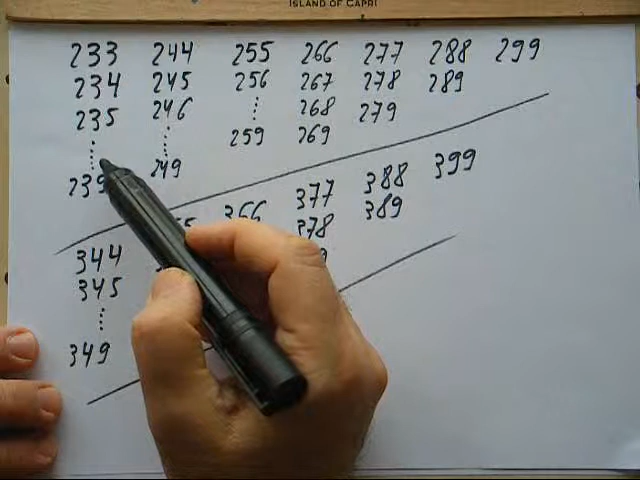 ISLAND OF CAPRI
233 244 255 266 277 288 299
234 245 256 267 278 289
235 246 ⋮ 268 279
⋮ ⋮ 259 269
239 249
366 377 388 399
378 389
344
345
⋮
349